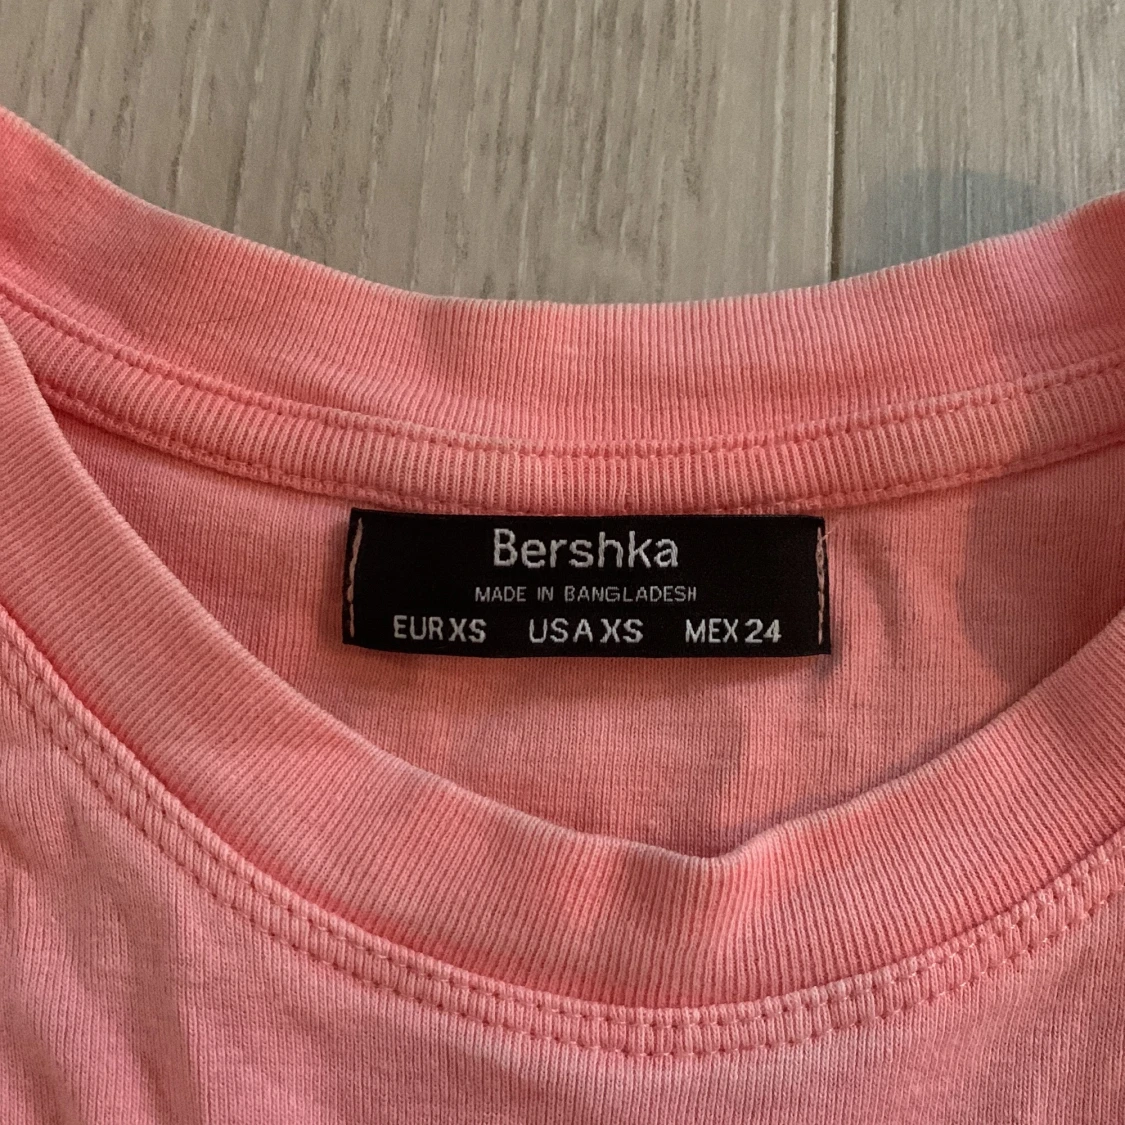 Bershka
MADE IN BANGLADESH
EUR XS USA XS MEX 24